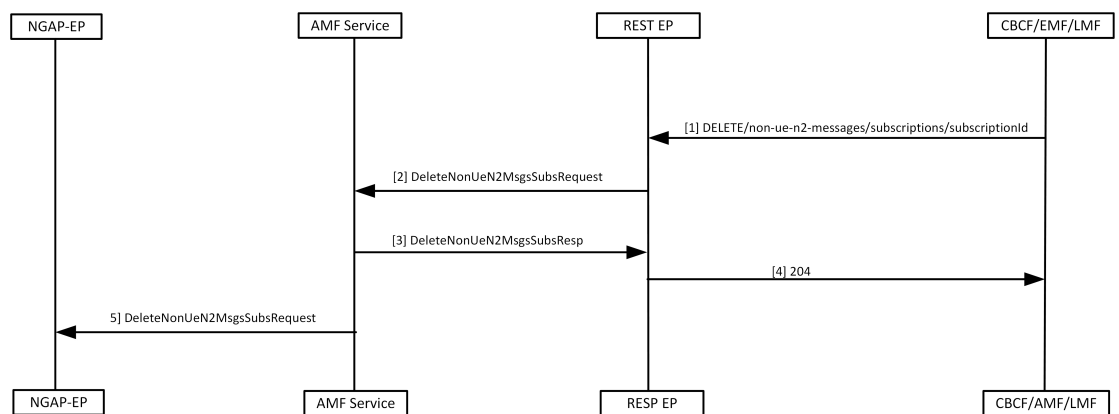 NGAP-EP
AMF Service
REST EP
CBCF/EMF/LMF
[1] DELETE/non-ue-n2-messages/subscriptions/subscriptionId
[2] DeleteNonUeN2MsgSubsRequest
[3] DeleteNonUeN2MsgsSubsResp
[4] 204
5] DeleteNonUeN2MsgsSubsRequest
NGAP-EP
AMF Service
RESP EP
CBCF/AMF/LMF